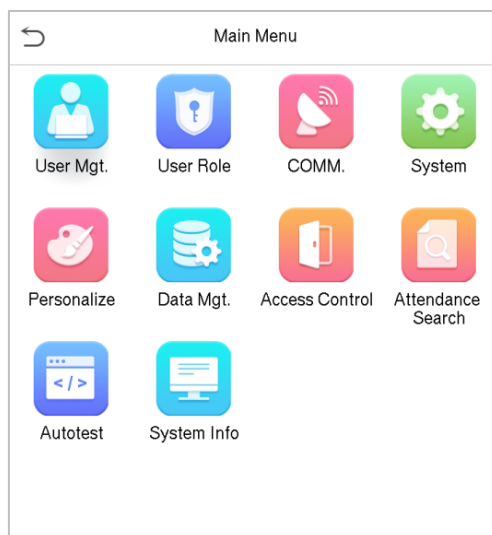 Main Menu
User Mgt.
User Role
COMM.
System
Personalize
Data Mgt.
Access Control
Attendance
Search
</>
Autotest
System Info